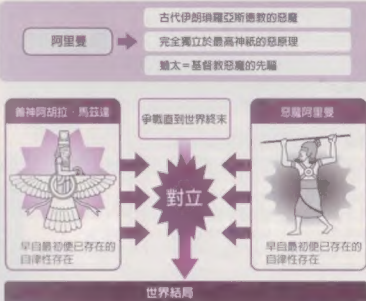 阿里曼
古代伊朗瑣羅亞斯德教的惡魔
完全獨立於最高神祇的惡原理
猶太=基督教惡魔的先驅
善神阿胡拉·馬茲達
爭戰直到世界終末
惡魔阿里曼
對立
早自最初便已存在的
自律性存在
早自最初便已存在的
自律性存在
世界結局